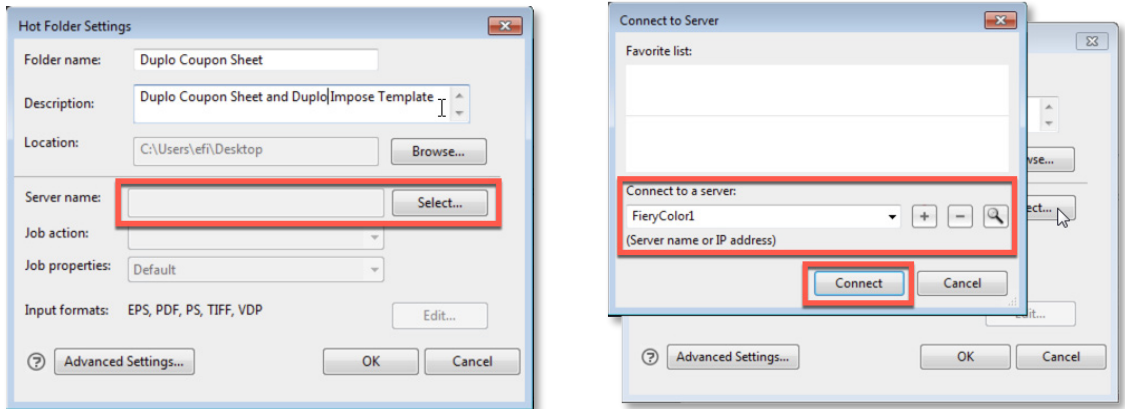 Hot Folder Settings
Folder name: Duplo Coupon Sheet
Description: Duplo Coupon Sheet and Duplo Impose Template
Location: C:\Users\efi\Desktop Browse...
Server name: Select...
Job action:
Job properties: Default
Input formats: EPS, PDF, PS, TIFF, VDP Edit...
? Advanced Settings... OK Cancel
Connect to Server
Favorite list:
Connect to a server:
FieryColor1
(Server name or IP address)
Connect Cancel
? Advanced Settings... OK Cancel